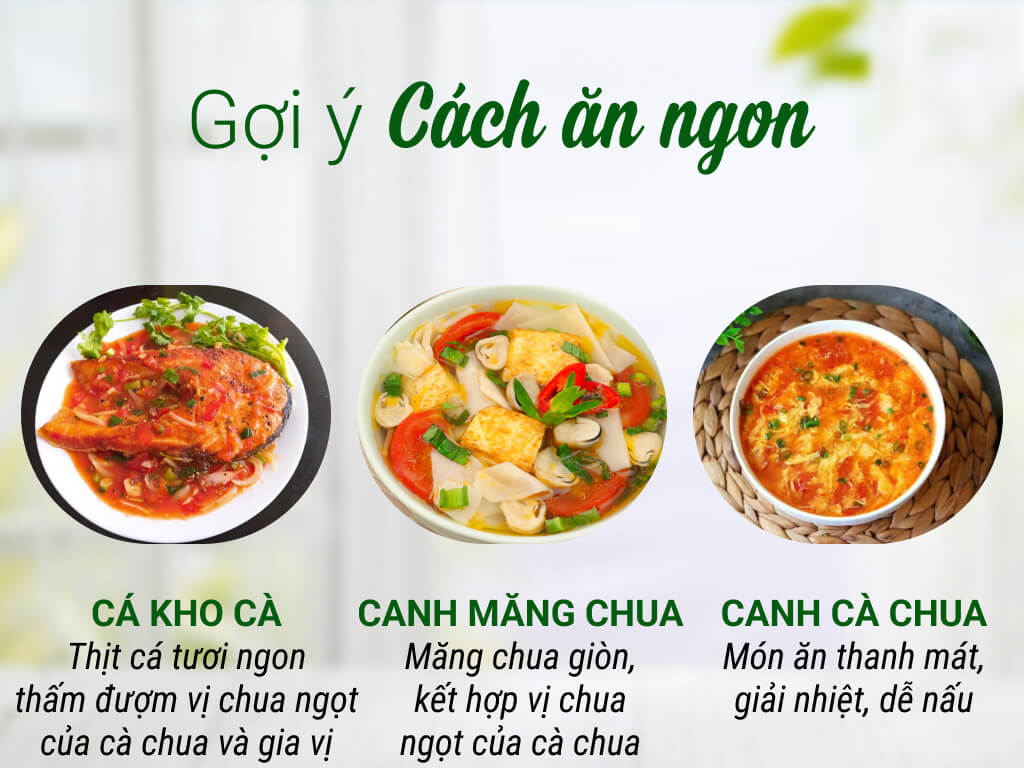 Gợi ý Cách ăn ngon
CÁ KHO CÀ
Thịt cá tươi ngon
thấm đượm vị chua ngọt
của cà chua và gia vị
CANH MĂNG CHUA
Măng chua giòn,
kết hợp vị chua
ngọt của cà chua
CANH CÀ CHUA
Món ăn thanh mát,
giải nhiệt, dễ nấu